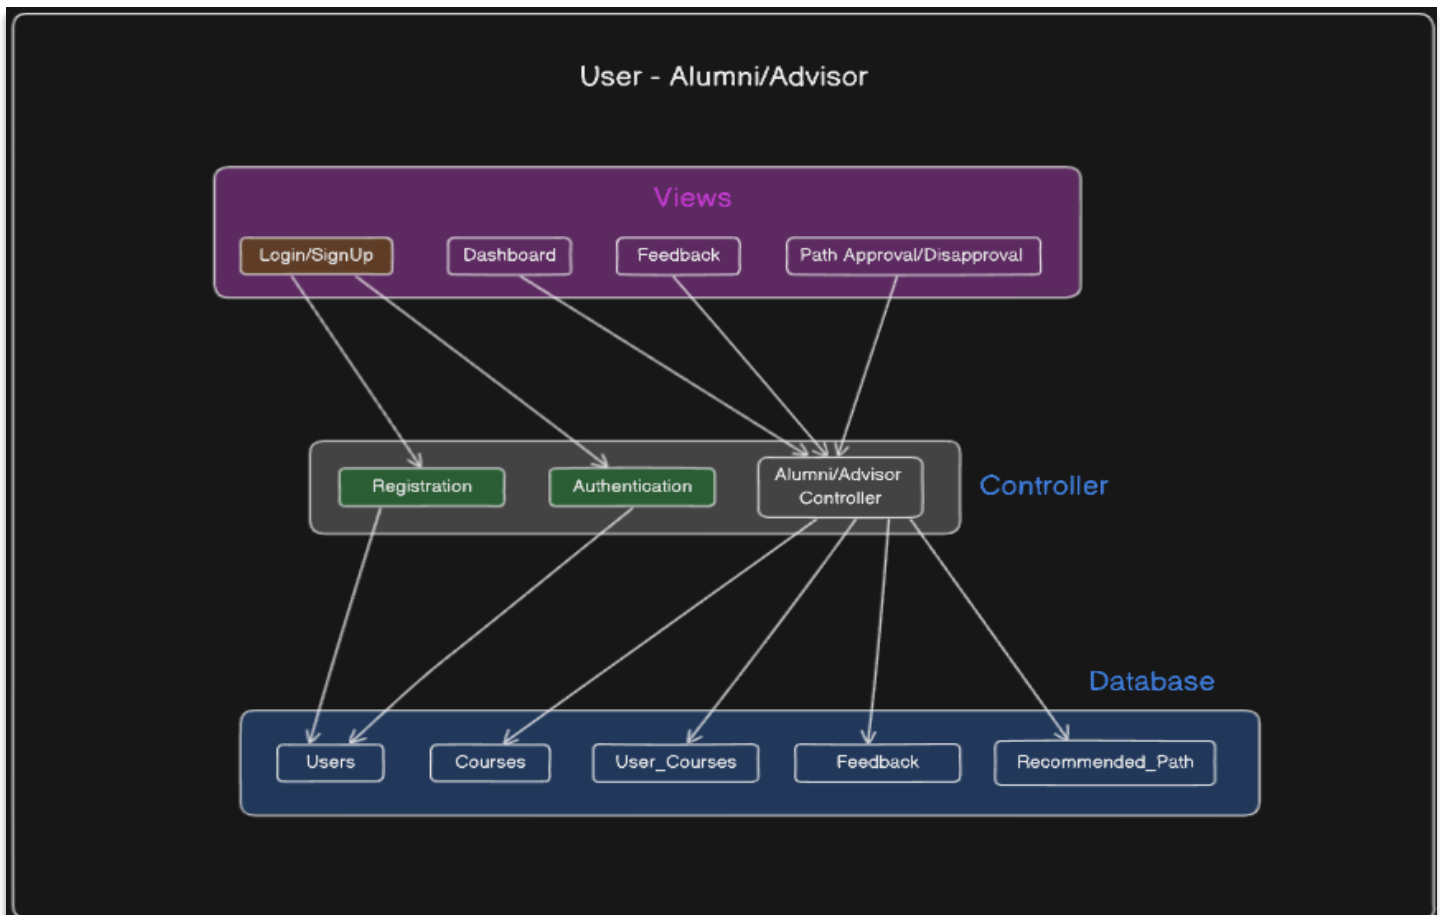 User - Alumni/Advisor
Views
Login/SignUp
Dashboard
Feedback
Path Approval/Disapproval
Registration
Authentication
Alumni/Advisor
Controller
Controller
Database
Users
Courses
User_Courses
Feedback
Recommended_Path